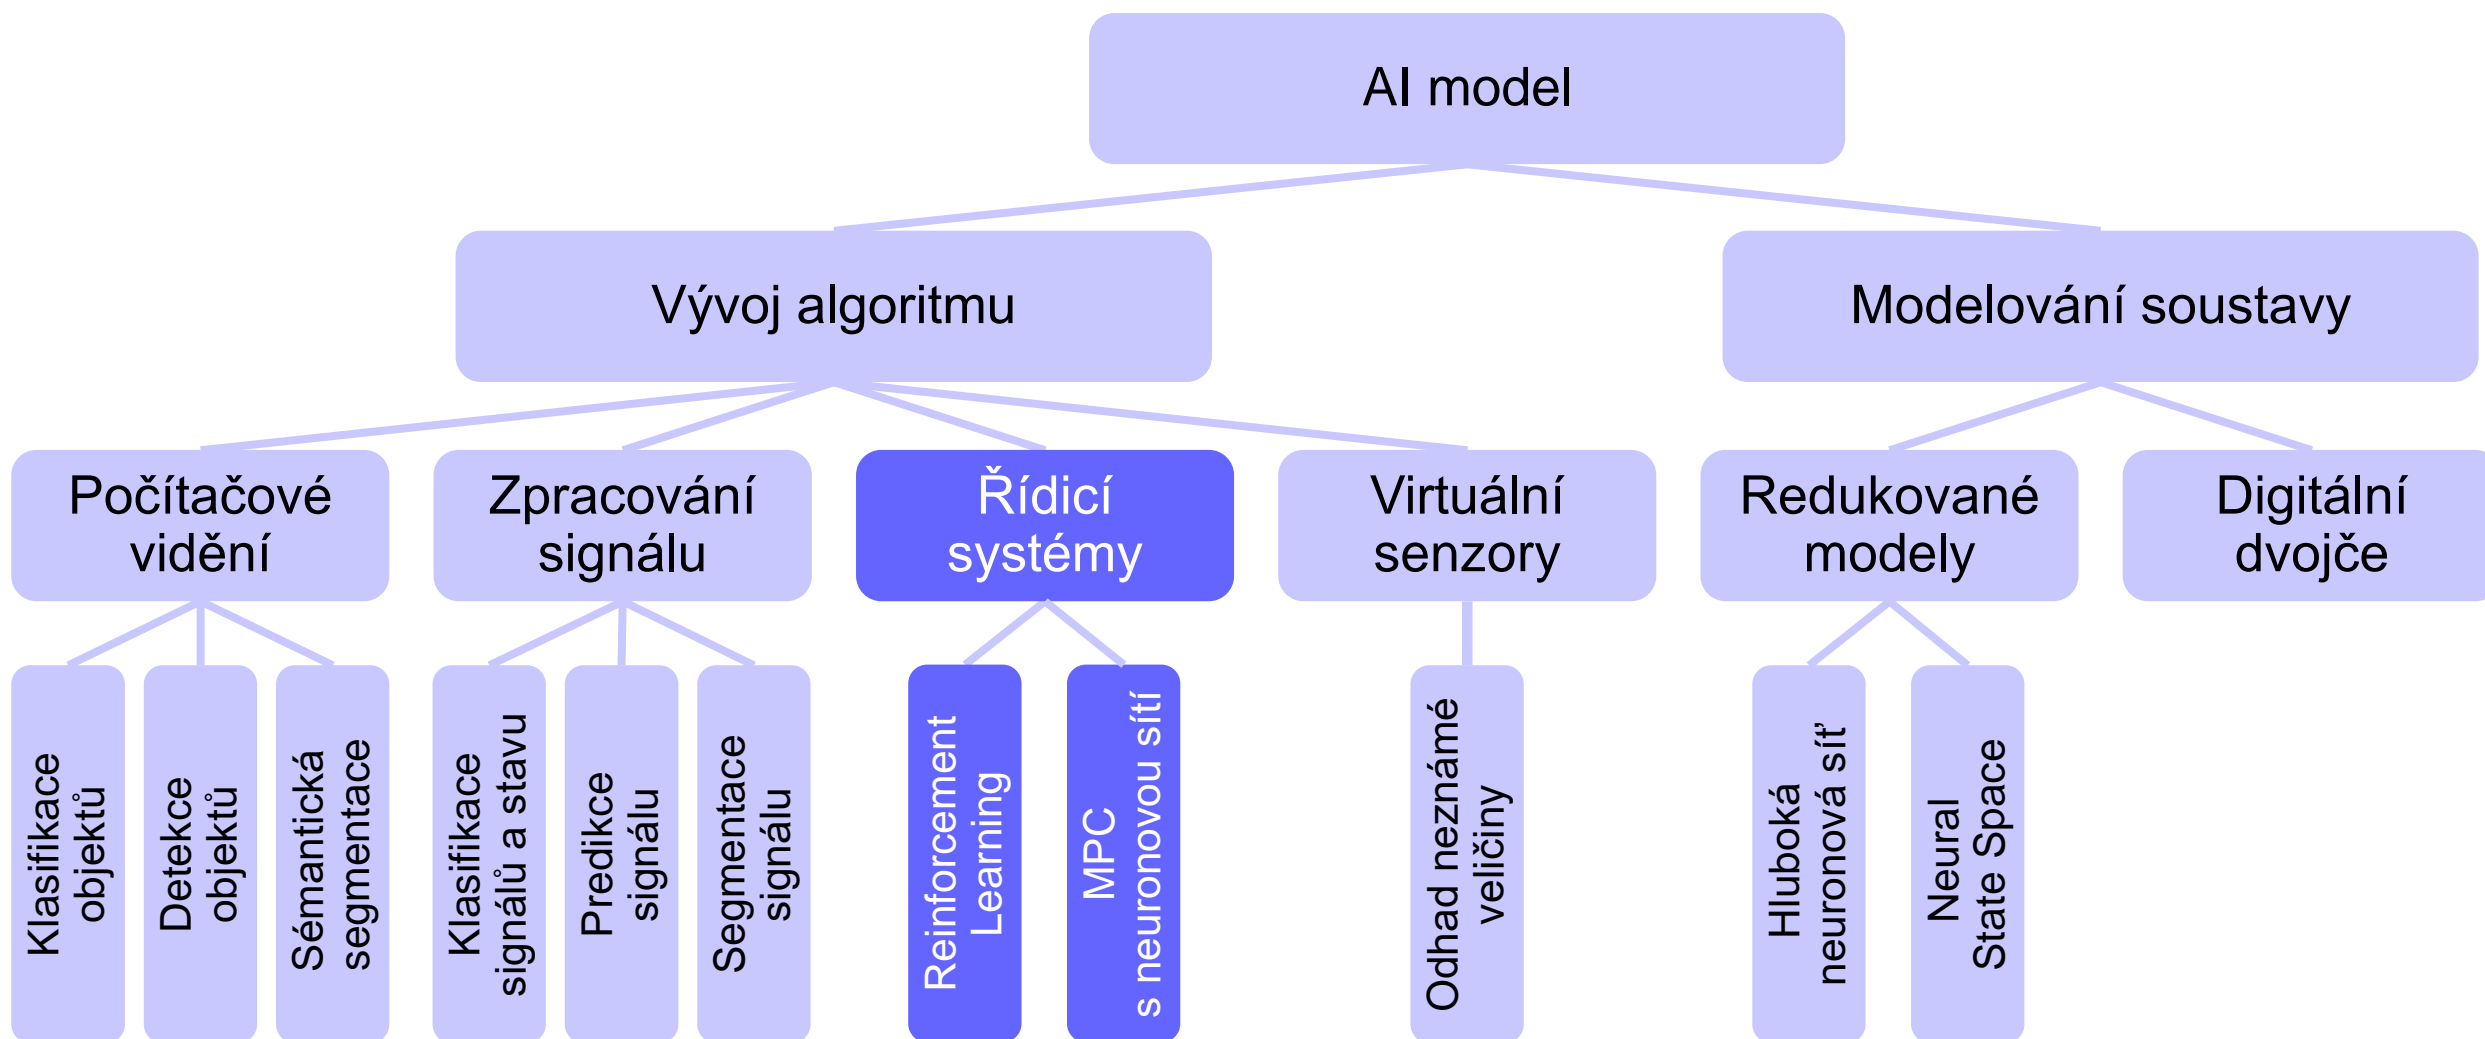 AI model
Vývoj algoritmu
Modelování soustavy
Počítačové
vidění
Zpracování
signálu
Řídicí
systémy
Virtuální
senzory
Redukované
modely
Digitální
dvojče
Klasifikace
objektů
Detekce
objektů
Sémantická
segmentace
Klasifikace
signálů a stavu
Predikce
signálu
Segmentace
signálu
Reinforcement
Learning
MPC
s neuronovou sítí
Odhad neznámé
veličiny
Hluboká
neuronová síť
Neural
State Space